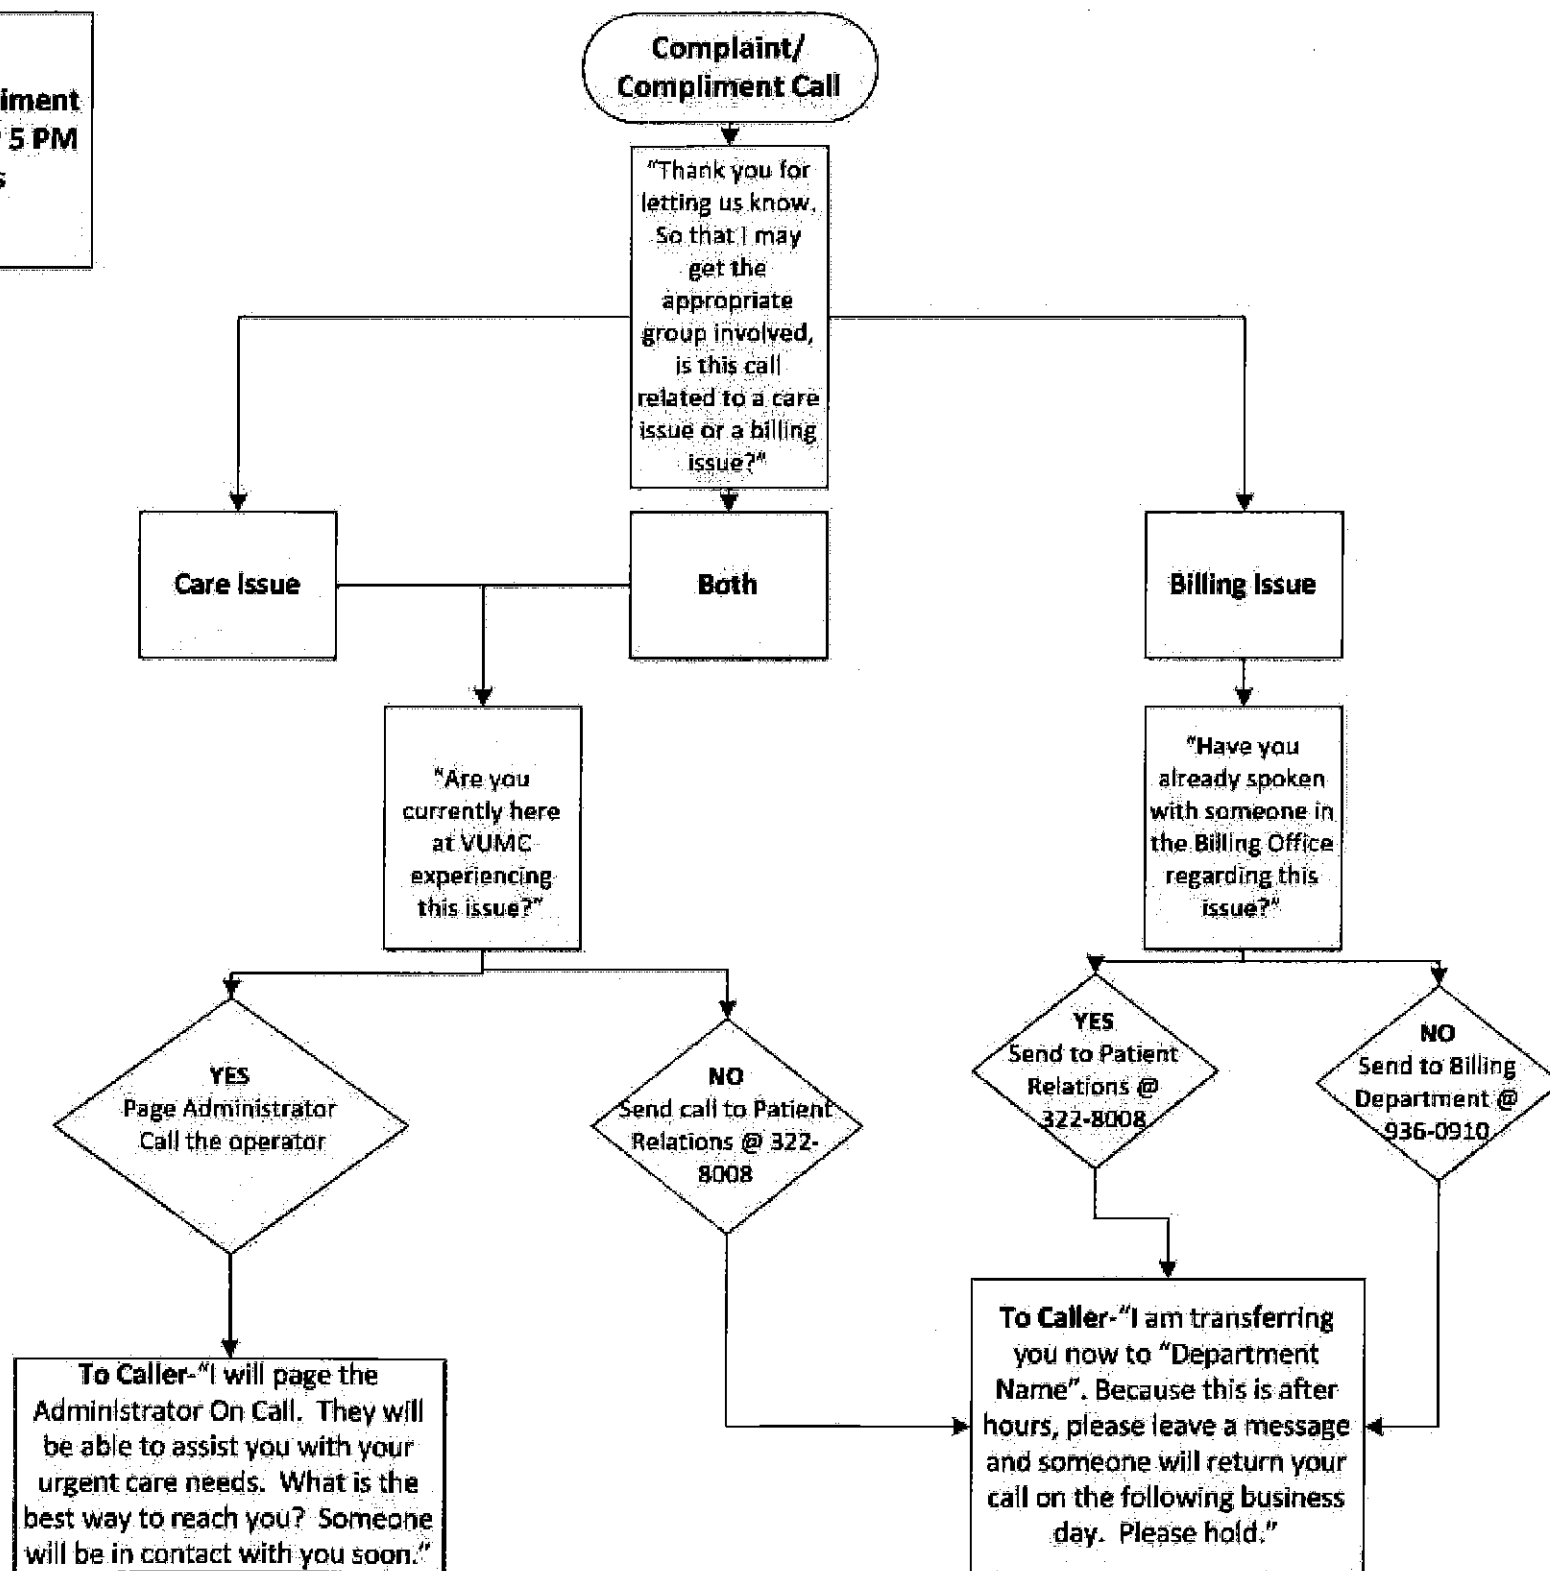 5 PM
Complaint/
Compliment Call
"Thank you for
letting us know.
So that I may
get the
appropriate
group involved,
is this call
related to a care
issue or a billing
issue?"
Care Issue
Both
Billing Issue
"Are you
currently here
at VUMC
experiencing
this issue?"
"Have you
already spoken
with someone in
the Billing Office
regarding this
issue?"
YES
Page Administrator
Call the operator
NO
Send call to Patient
Relations @ 322-
8008
YES
Send to Patient
Relations @
322-8008
NO
Send to Billing
Department @
936-0910
To Caller-"I will page the
Administrator On Call.  They will
be able to assist you with your
urgent care needs.  What is the
best way to reach you?  Someone
will be in contact with you soon."
To Caller-"I am transferring
you now to "Department
Name". Because this is after
hours, please leave a message
and someone will return your
call on the following business
day.  Please hold."